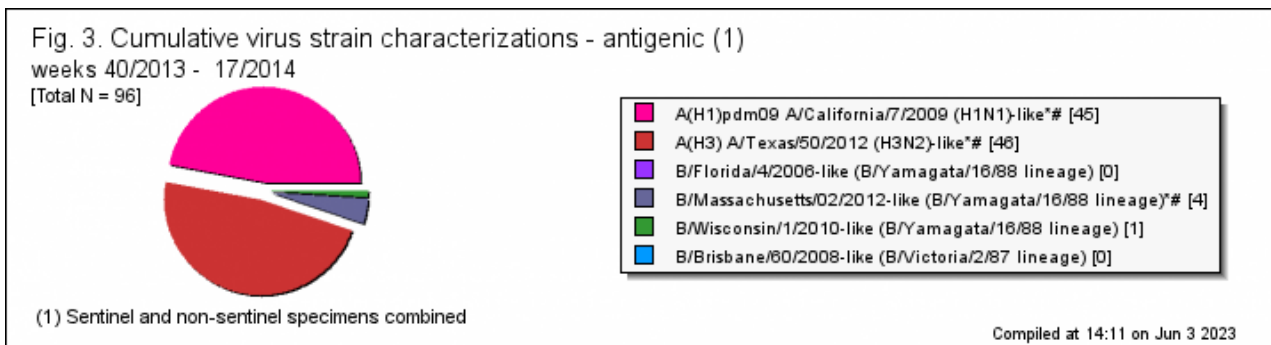 Fig. 3. Cumulative virus strain characterizations - antigenic (1)
weeks 40/2013 - 17/2014
[Total N = 96]
A(H1)pdm09 A/California/7/2009 (H1N1)-like*# [45]
A(H3) A/Texas/50/2012 (H3N2)-like*# [46]
B/Florida/4/2006-like (B/Yamagata/16/88 lineage) [0]
B/Massachusetts/02/2012-like (B/Yamagata/16/88 lineage)*# [4]
B/Wisconsin/1/2010-like (B/Yamagata/16/88 lineage) [1]
B/Brisbane/60/2008-like (B/Victoria/2/87 lineage) [0]
(1) Sentinel and non-sentinel specimens combined
Compiled at 14:11 on Jun 3 2023